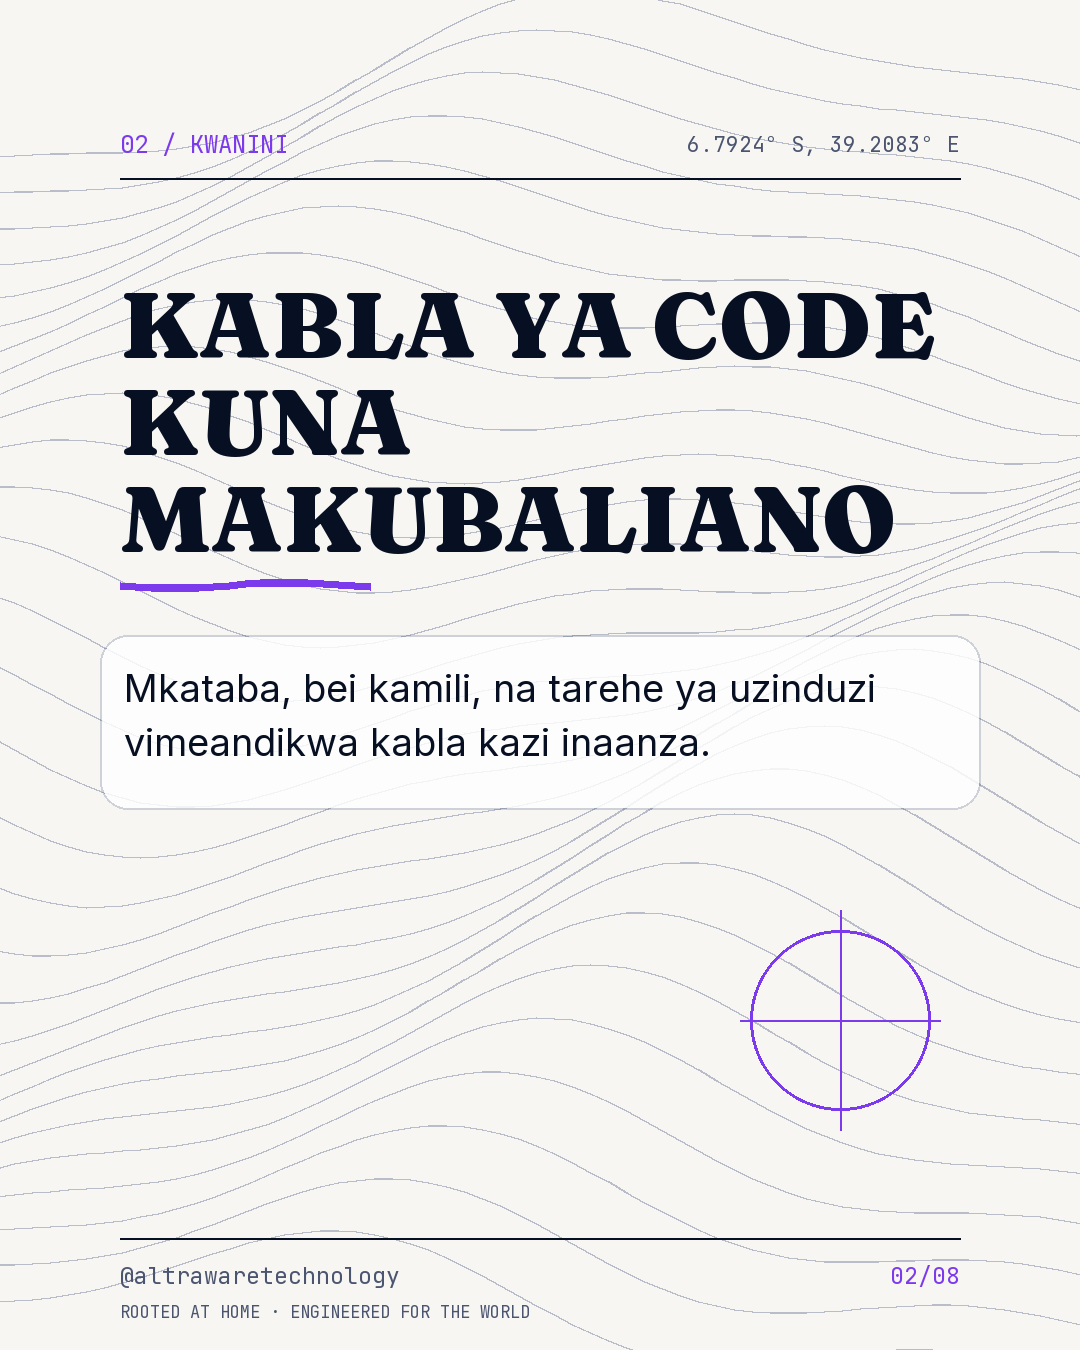 02 / KWANINI
6.7924° S, 39.2083° E
KABLA YA CODE
KUNA
MAKUBALIANO
Mkataba, bei kamili, na tarehe ya uzinduzi
vimeandikwa kabla kazi inaanza.
@altrawaretechnology
02/08
ROOTED AT HOME · ENGINEERED FOR THE WORLD